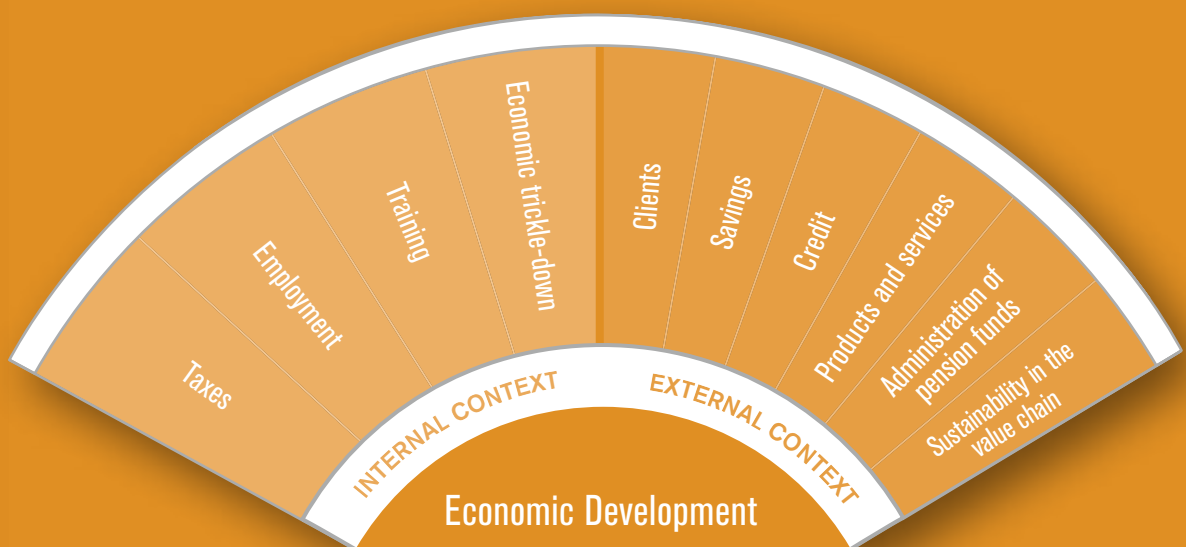 Taxes
Employment
Training
Economic trickle-down
Clients
Savings
Credit
Products and services
Administration of
pension funds
Sustainability in the
value chain
INTERNAL CONTEXT
EXTERNAL CONTEXT
Economic Development